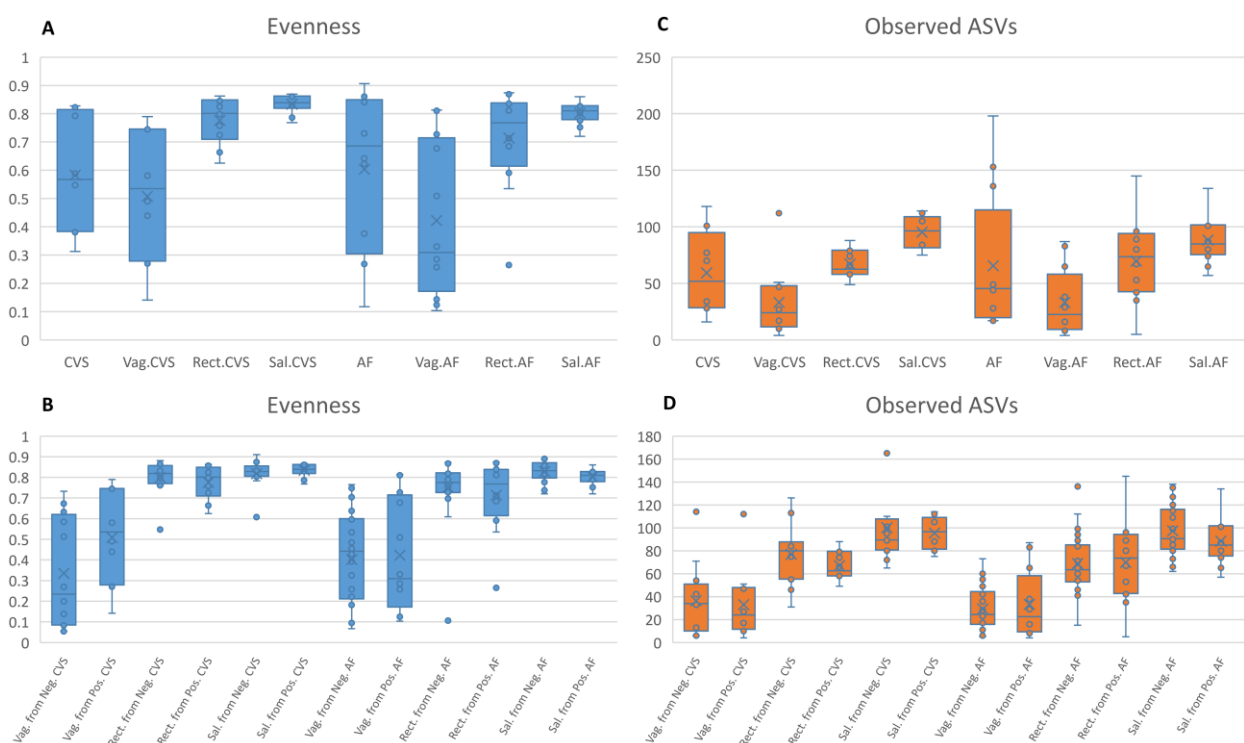 A
Evenness
1
0.9
0.8
0.7
0.6
0.5
0.4
0.3
0.2
0.1
0
CVS Vag.CVS Rect.CVS Sal.CVS AF Vag.AF Rect.AF Sal.AF
C
Observed ASVs
250
200
150
100
50
0
CVS Vag.CVS Rect.CVS Sal.CVS AF Vag.AF Rect.AF Sal.AF
B
Evenness
1
0.9
0.8
0.7
0.6
0.5
0.4
0.3
0.2
0.1
0
Vag. from Neg. CVS
Vag. from Pos. CVS
Rect. from Neg. CVS
Rect. from Pos. CVS
Sal. from Neg. CVS
Sal. from Pos. CVS
Vag. from Neg. AF
Vag. from Pos. AF
Rect. from Neg. AF
Rect. from Pos. AF
Sal. from Neg. AF
Sal. from Pos. AF
D
Observed ASVs
180
160
140
120
100
80
60
40
20
0
Vag. from Neg. CVS
Vag. from Pos. CVS
Rect. from Neg. CVS
Rect. from Pos. CVS
Sal. from Neg. CVS
Sal. from Pos. CVS
Vag. from Neg. AF
Vag. from Pos. AF
Rect. from Neg. AF
Rect. from Pos. AF
Sal. from Neg. AF
Sal. from Pos. AF